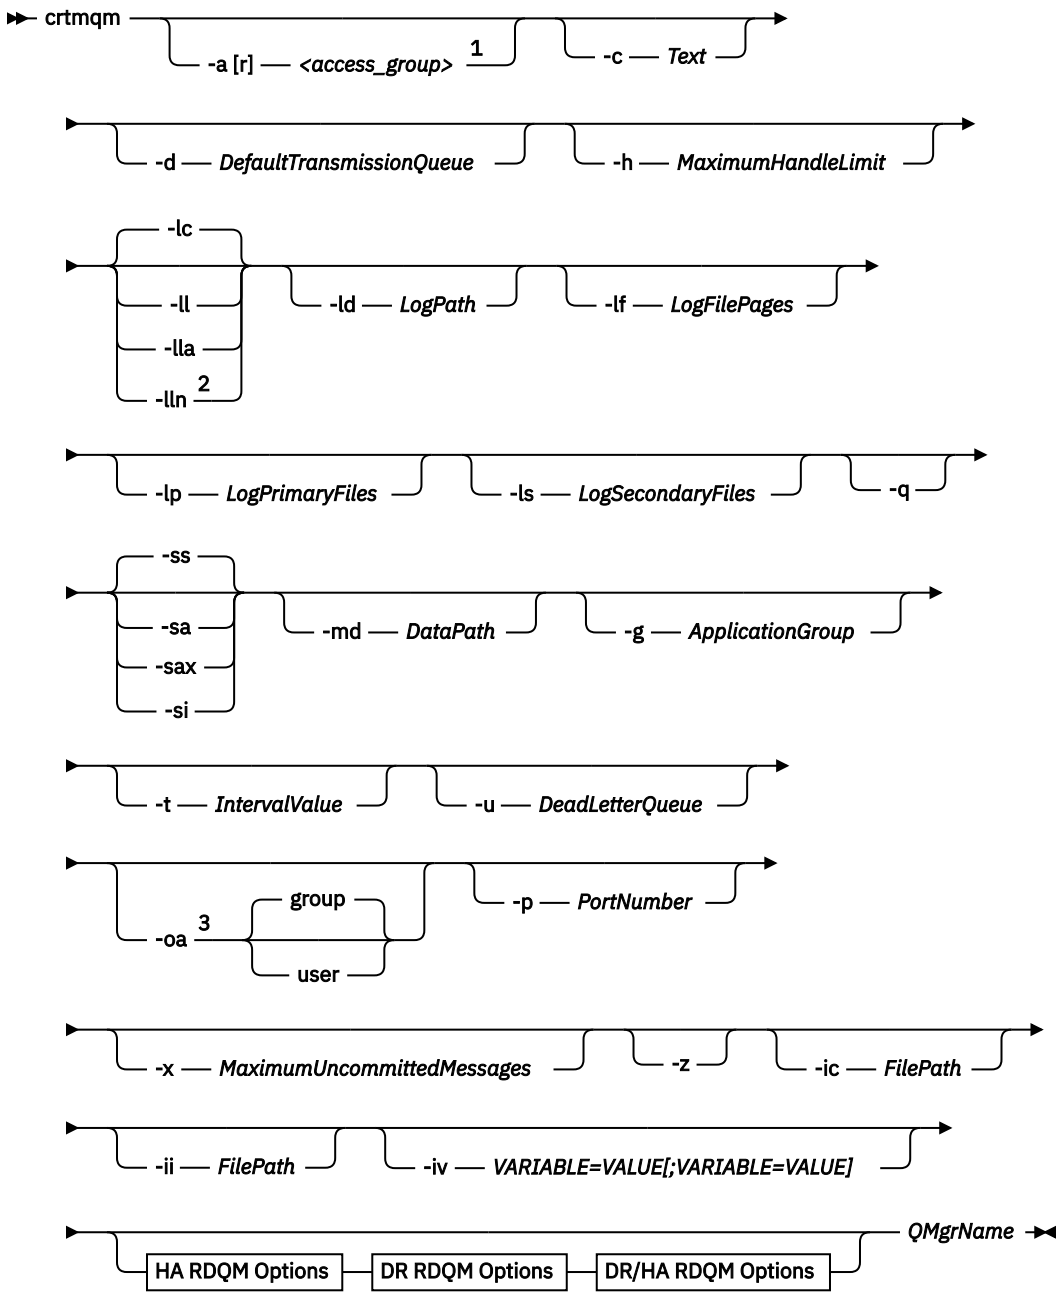 crtmqm
-a [r] <access_group> 1 -c Text
-d DefaultTransmissionQueue -h MaximumHandleLimit
-lc
-ll -ld LogPath -lf LogFilePages
-lla
-lln 2
-lp LogPrimaryFiles -ls LogSecondaryFiles -q
-ss
-sa -md DataPath -g ApplicationGroup
-sax
-si
-t IntervalValue -u DeadLetterQueue
group -p PortNumber
-oa 3
user
-x MaximumUncommittedMessages -z -ic FilePath
-ii FilePath -iv VARIABLE=VALUE[;VARIABLE=VALUE]
QMgrName
HA RDQM Options DR RDQM Options DR/HA RDQM Options